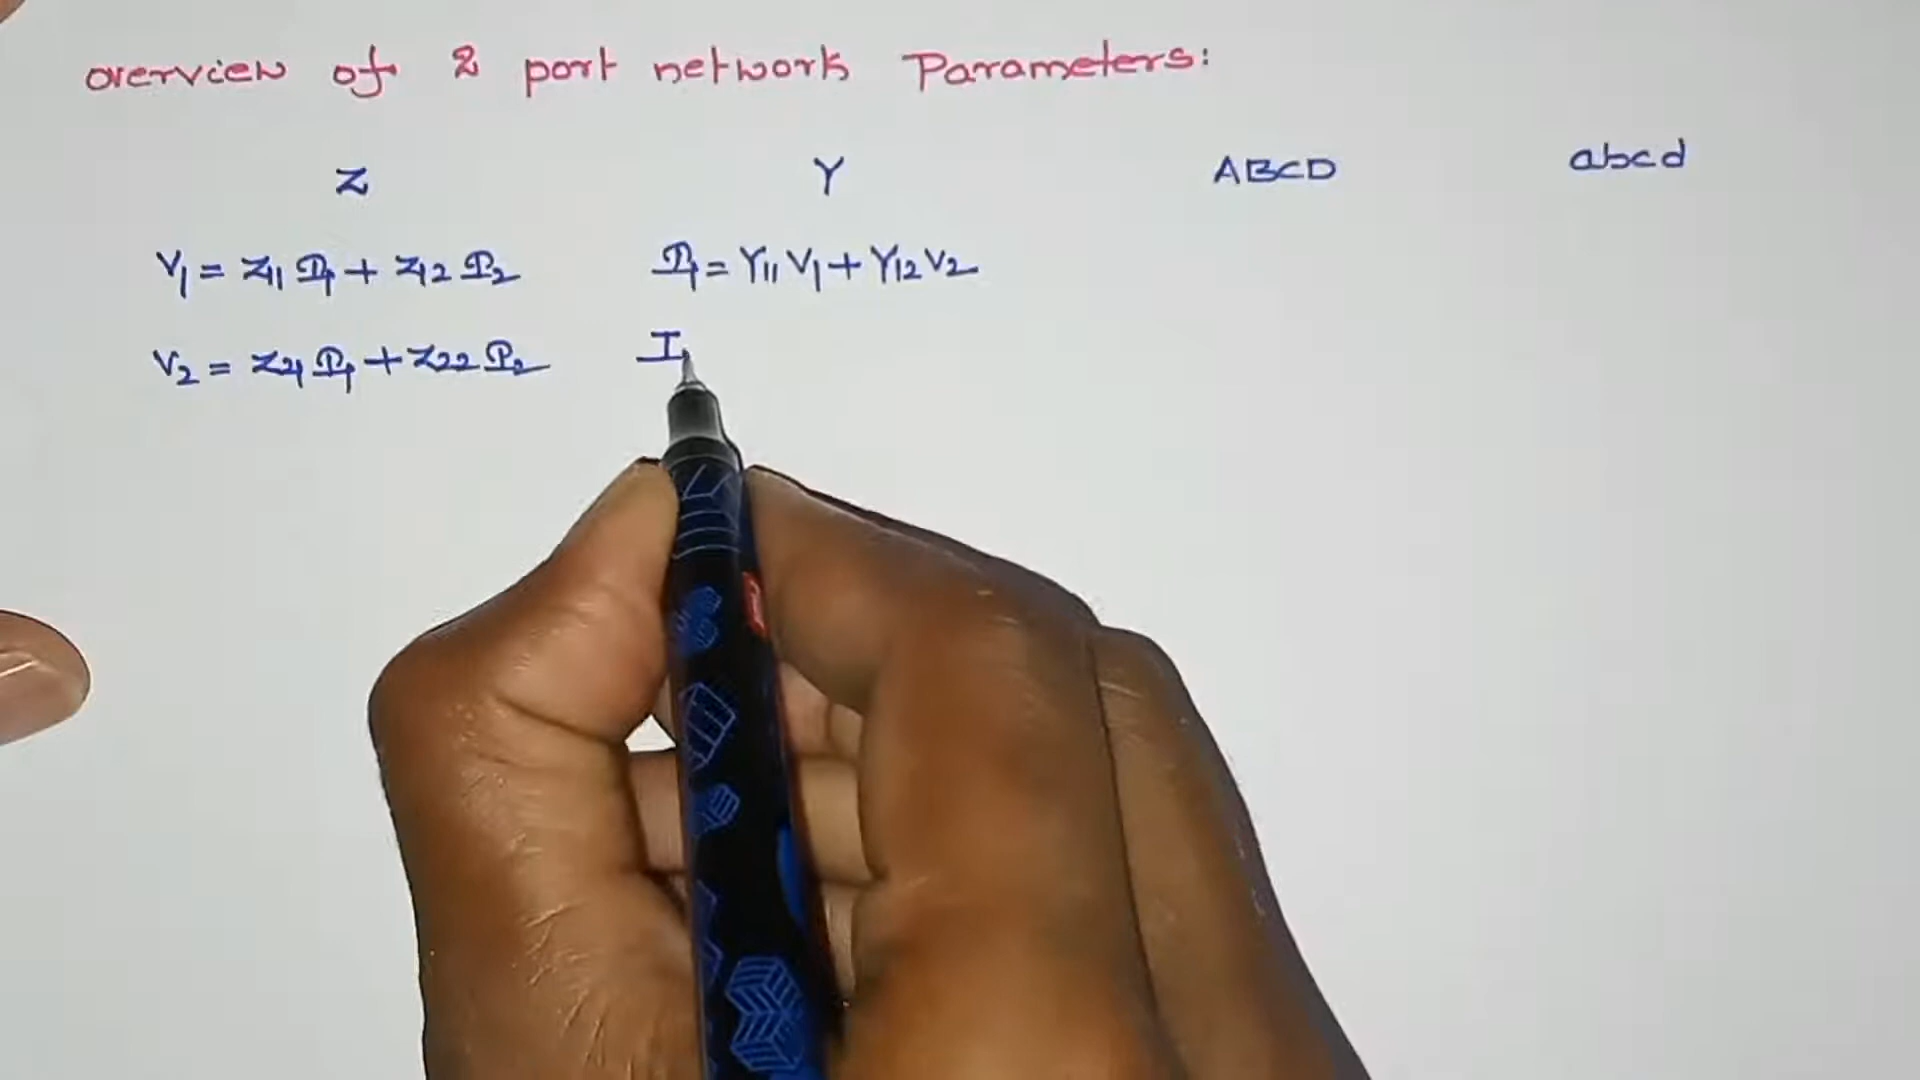 overview of 2 port network Parameters:
Z Y ABCD abcd
V1 = Z11 I1 + Z12 I2 I1 = Y11 V1 + Y12 V2
V2 = Z21 I1 + Z22 I2 I